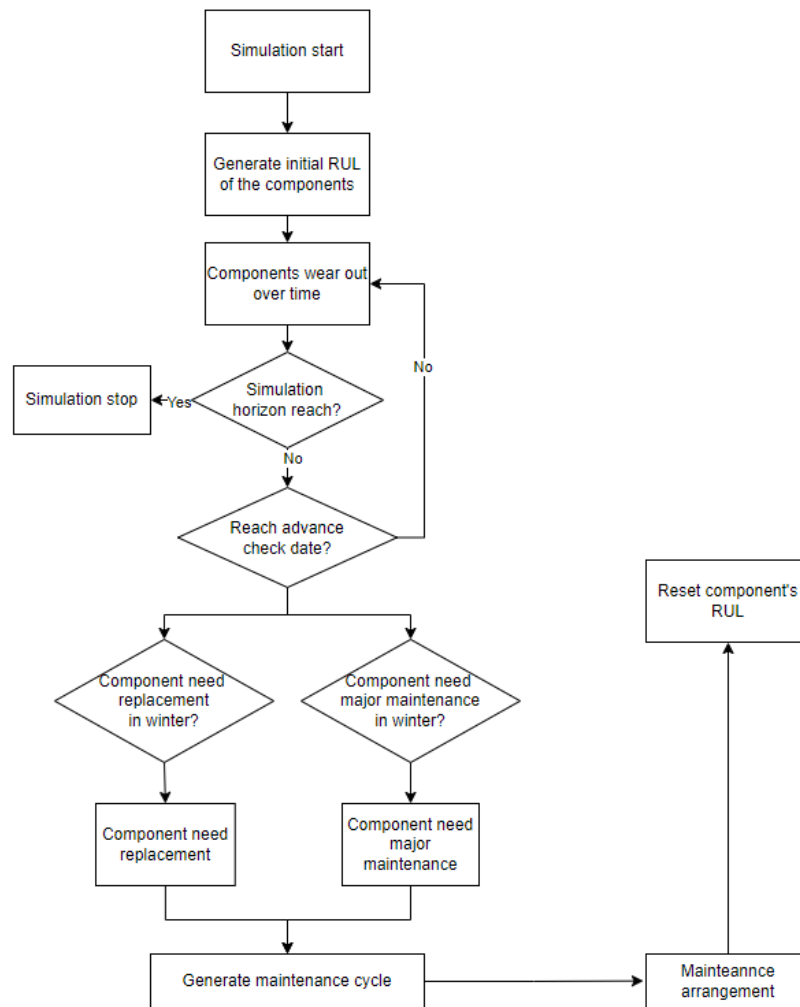 Simulation start
Generate initial RUL
of the components
Components wear out
over time
No
Simulation
horizon reach?
Yes
Simulation stop
No
Reach advance
check date?
Reset component's
RUL
Component need
replacement
in winter?
Component need
major maintenance
in winter?
Component need
replacement
Component need
major
maintenance
Generate maintenance cycle
Mainteannce
arrangement